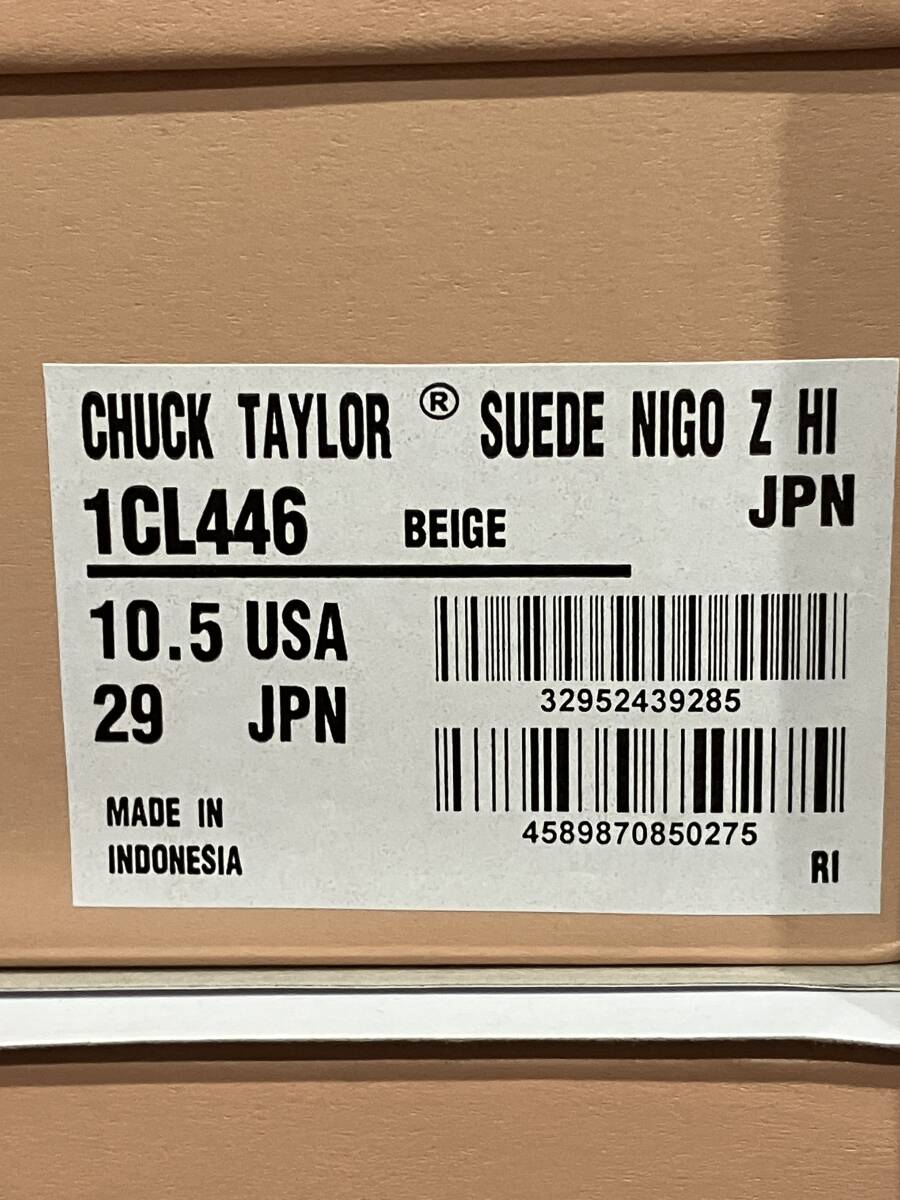 CHUCK TAYLOR ® SUEDE NIGO Z HI
1CL446 BEIGE JPN
10.5 USA
29 JPN
32952439285
4589870850275
MADE IN
INDONESIA
RI